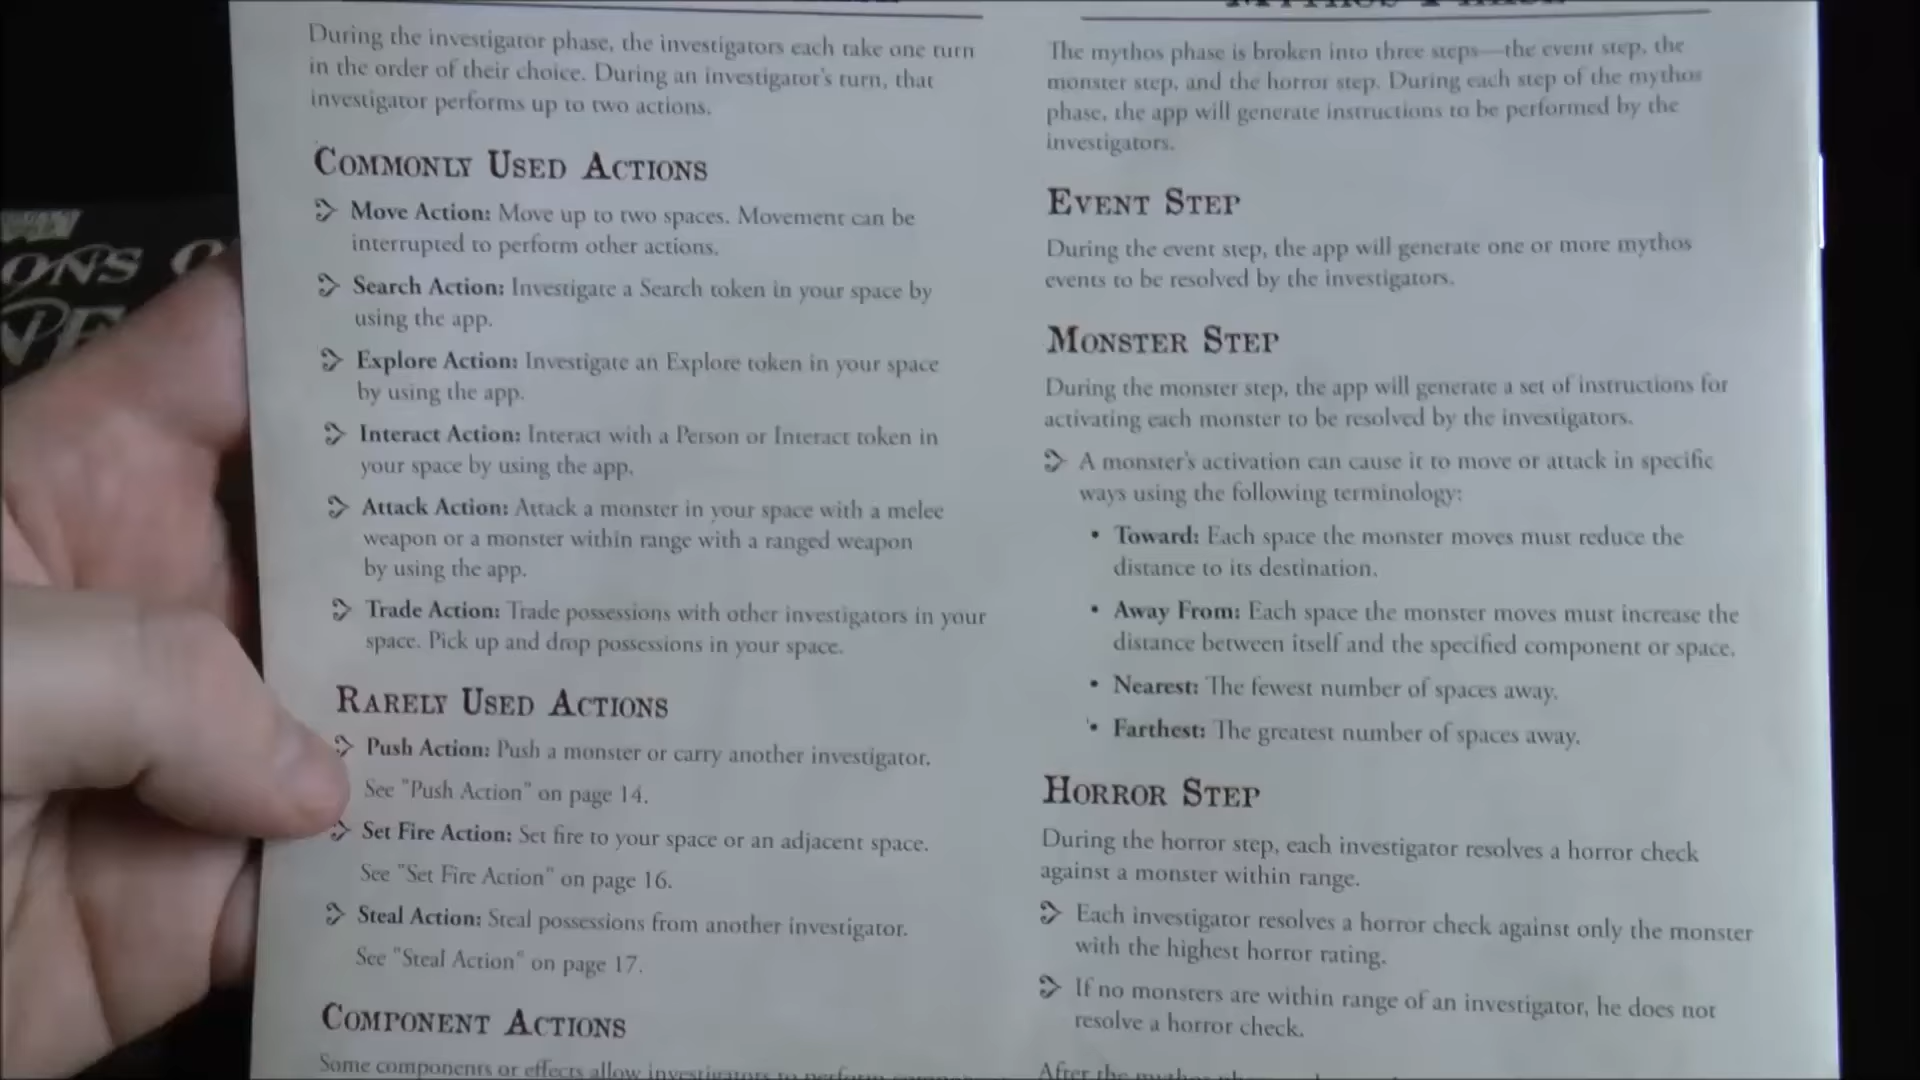 During the investigator phase, the investigators each take one turn
in the order of their choice. During an investigator's turn, that
investigator performs up to two actions.
COMMONLY USED ACTIONS
Move Action: Move up to two spaces. Movement can be
interrupted to perform other actions.
Search Action: Investigate a Search token in your space by
using the app.
Explore Action: Investigate an Explore token in your space
by using the app.
Interact Action: Interact with a Person or Interact token in
your space by using the app.
Attack Action: Attack a monster in your space with a melee
weapon or a monster within range with a ranged weapon
by using the app.
Trade Action: Trade possessions with other investigators in your
space. Pick up and drop possessions in your space.
RARELY USED ACTIONS
Push Action: Push a monster or carry another investigator.
See "Push Action" on page 14.
Set Fire Action: Set fire to your space or an adjacent space.
See "Set Fire Action" on page 16.
Steal Action: Steal possessions from another investigator.
See "Steal Action" on page 17.
COMPONENT ACTIONS
Some components or effects allow investigators to perform
MYTHOS PHASE
The mythos phase is broken into three steps—the event step, the
monster step, and the horror step. During each step of the mythos
phase, the app will generate instructions to be performed by the
investigators.
EVENT STEP
During the event step, the app will generate one or more mythos
events to be resolved by the investigators.
MONSTER STEP
During the monster step, the app will generate a set of instructions for
activating each monster to be resolved by the investigators.
A monster's activation can cause it to move or attack in specific
ways using the following terminology:
• Toward: Each space the monster moves must reduce the
distance to its destination.
• Away From: Each space the monster moves must increase the
distance between itself and the specified component or space.
• Nearest: The fewest number of spaces away.
• Farthest: The greatest number of spaces away.
HORROR STEP
During the horror step, each investigator resolves a horror check
against a monster within range.
Each investigator resolves a horror check against only the monster
with the highest horror rating.
If no monsters are within range of an investigator, he does not
resolve a horror check.
After the mythos
ONS